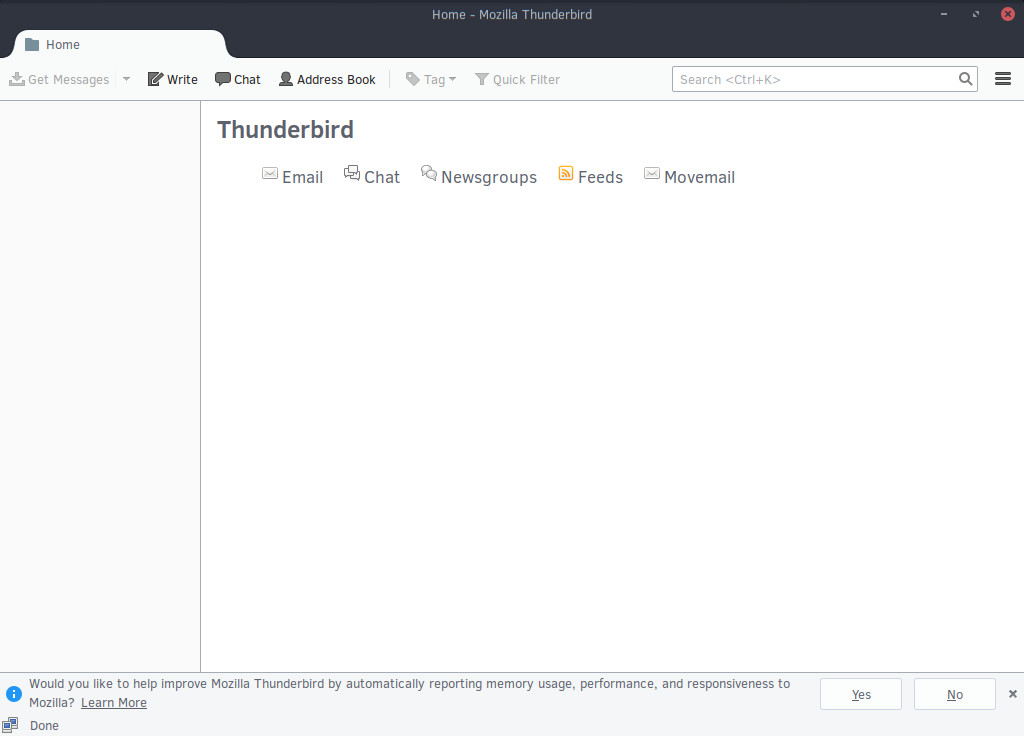 Home - Mozilla Thunderbird
Home
Get Messages Write Chat Address Book Tag Quick Filter Search <Ctrl+K>
Thunderbird
Email Chat Newsgroups Feeds Movemail
Would you like to help improve Mozilla Thunderbird by automatically reporting memory usage, performance, and responsiveness to
Mozilla? Learn More
Yes No
Done